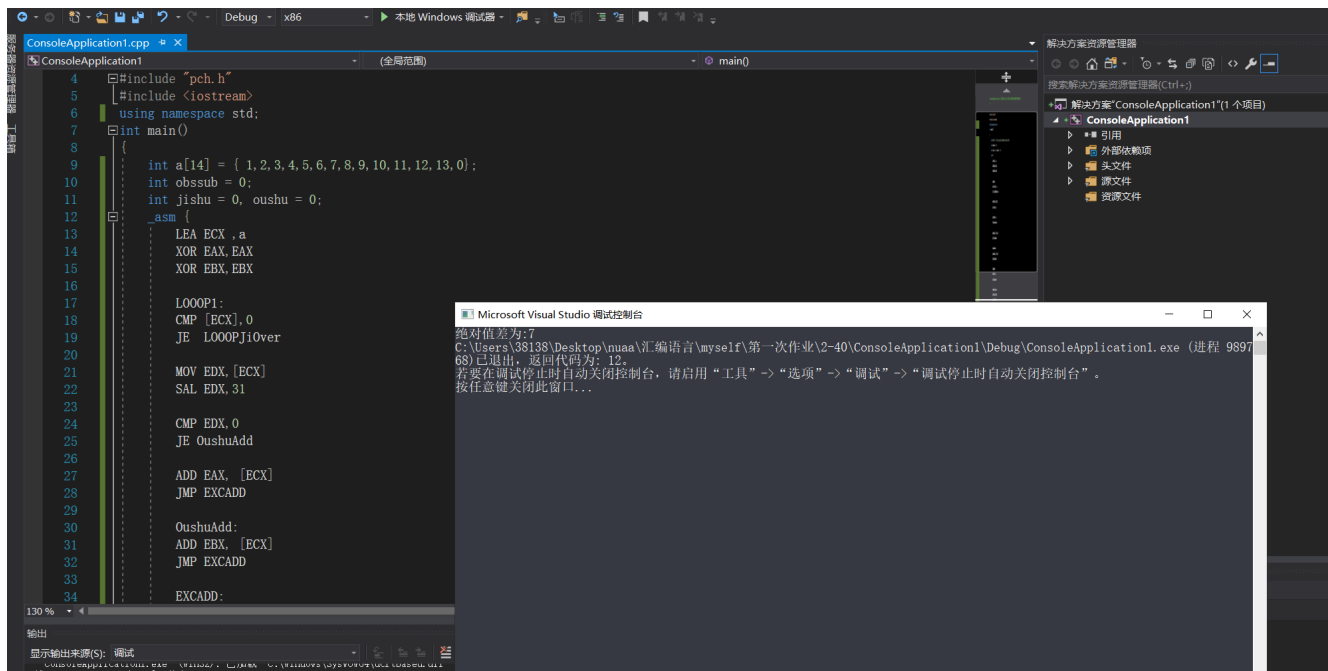 Debug x86 本地 Windows 调试器
ConsoleApplication1.cpp
ConsoleApplication1 (全局范围) main()
4 #include "pch.h"
5 #include <iostream>
6 using namespace std;
7 int main()
8 {
9 int a[14] = { 1,2,3,4,5,6,7,8,9,10,11,12,13,0};
10 int obssub = 0;
11 int jishu = 0, oushu = 0;
12 _asm {
13 LEA ECX ,a
14 XOR EAX,EAX
15 XOR EBX,EBX
16
17 LOOOP1:
18 CMP [ECX],0
19 JE LOOOPJiOver
20
21 MOV EDX,[ECX]
22 SAL EDX,31
23
24 CMP EDX,0
25 JE OushuAdd
26
27 ADD EAX, [ECX]
28 JMP EXCADD
29
30 OushuAdd:
31 ADD EBX, [ECX]
32 JMP EXCADD
33
34 EXCADD:
130 %
输出
显示输出来源(S): 调试
解决方案资源管理器
搜索解决方案资源管理器(Ctrl+;)
解决方案"ConsoleApplication1"(1 个项目)
ConsoleApplication1
引用
外部依赖项
头文件
源文件
资源文件
Microsoft Visual Studio 调试控制台
绝对值差为:7
C:\Users\38138\Desktop\nuaa\汇编语言\myself\第一次作业\2-40\ConsoleApplication1\Debug\ConsoleApplication1.exe (进程 9897
68)已退出，返回代码为: 12。
若要在调试停止时自动关闭控制台，请启用“工具”->“选项”->“调试”->“调试停止时自动关闭控制台”。
按任意键关闭此窗口...